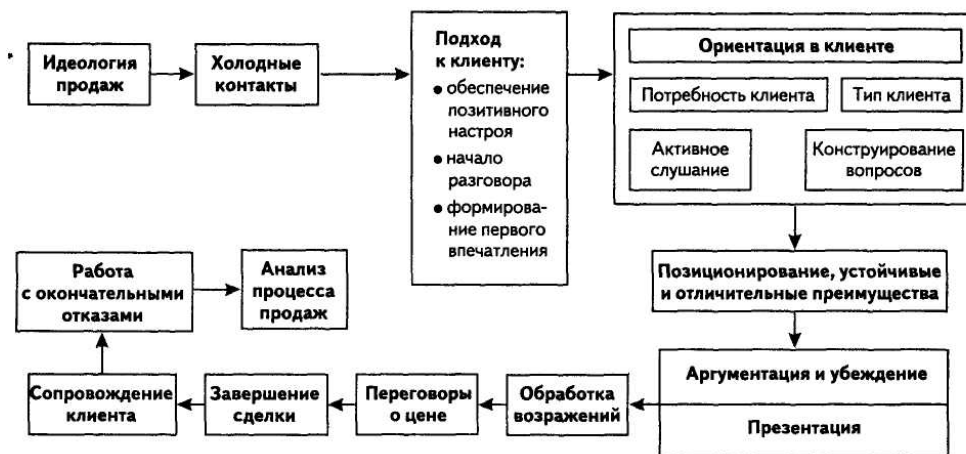 Идеология
продаж
Холодные
контакты
Подход
к клиенту:
● обеспечение
позитивного
настроя
● начало
разговора
● формирова-
ние первого
впечатления
Ориентация в клиенте
Потребность клиента
Тип клиента
Активное
слушание
Конструирование
вопросов
Позиционирование, устойчивые
и отличительные преимущества
Аргументация и убеждение
Презентация
Обработка
возражений
Переговоры
о цене
Завершение
сделки
Сопровождение
клиента
Работа
с окончательными
отказами
Анализ
процесса
продаж